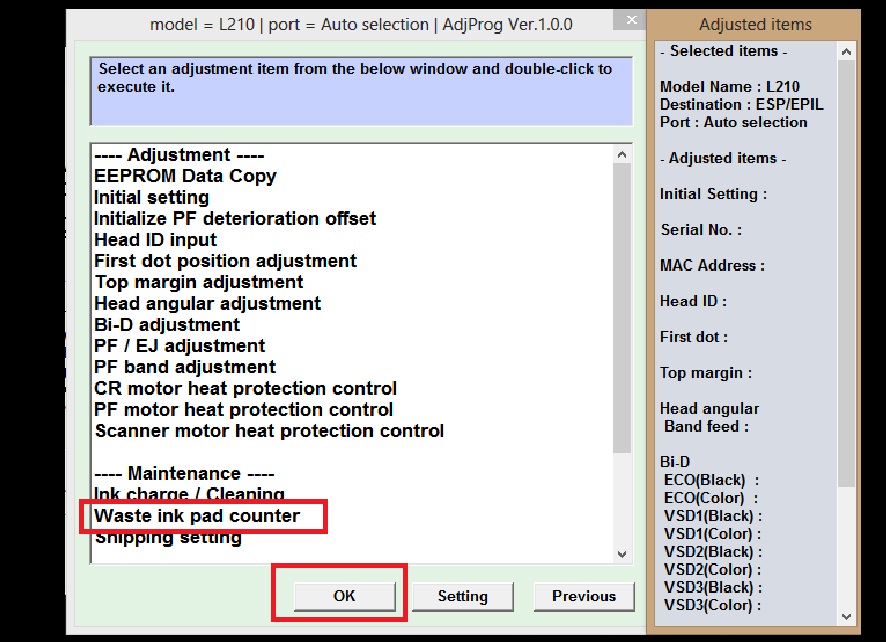 model = L210 | port = Auto selection | AdjProg Ver.1.0.0
Select an adjustment item from the below window and double-click to
execute it.
---- Adjustment ----
EEPROM Data Copy
Initial setting
Initialize PF deterioration offset
Head ID input
First dot position adjustment
Top margin adjustment
Head angular adjustment
Bi-D adjustment
PF / EJ adjustment
PF band adjustment
CR motor heat protection control
PF motor heat protection control
Scanner motor heat protection control
---- Maintenance ----
Ink charge / Cleaning
Waste ink pad counter
Shipping setting
OK
Setting
Previous
Adjusted items
- Selected items -
Model Name : L210
Destination : ESP/EPIL
Port : Auto selection
- Adjusted items -
Initial Setting :
Serial No. :
MAC Address :
Head ID :
First dot :
Top margin :
Head angular
Band feed :
Bi-D
ECO(Black) :
ECO(Color) :
VSD1(Black) :
VSD1(Color) :
VSD2(Black) :
VSD2(Color) :
VSD3(Black) :
VSD3(Color) :